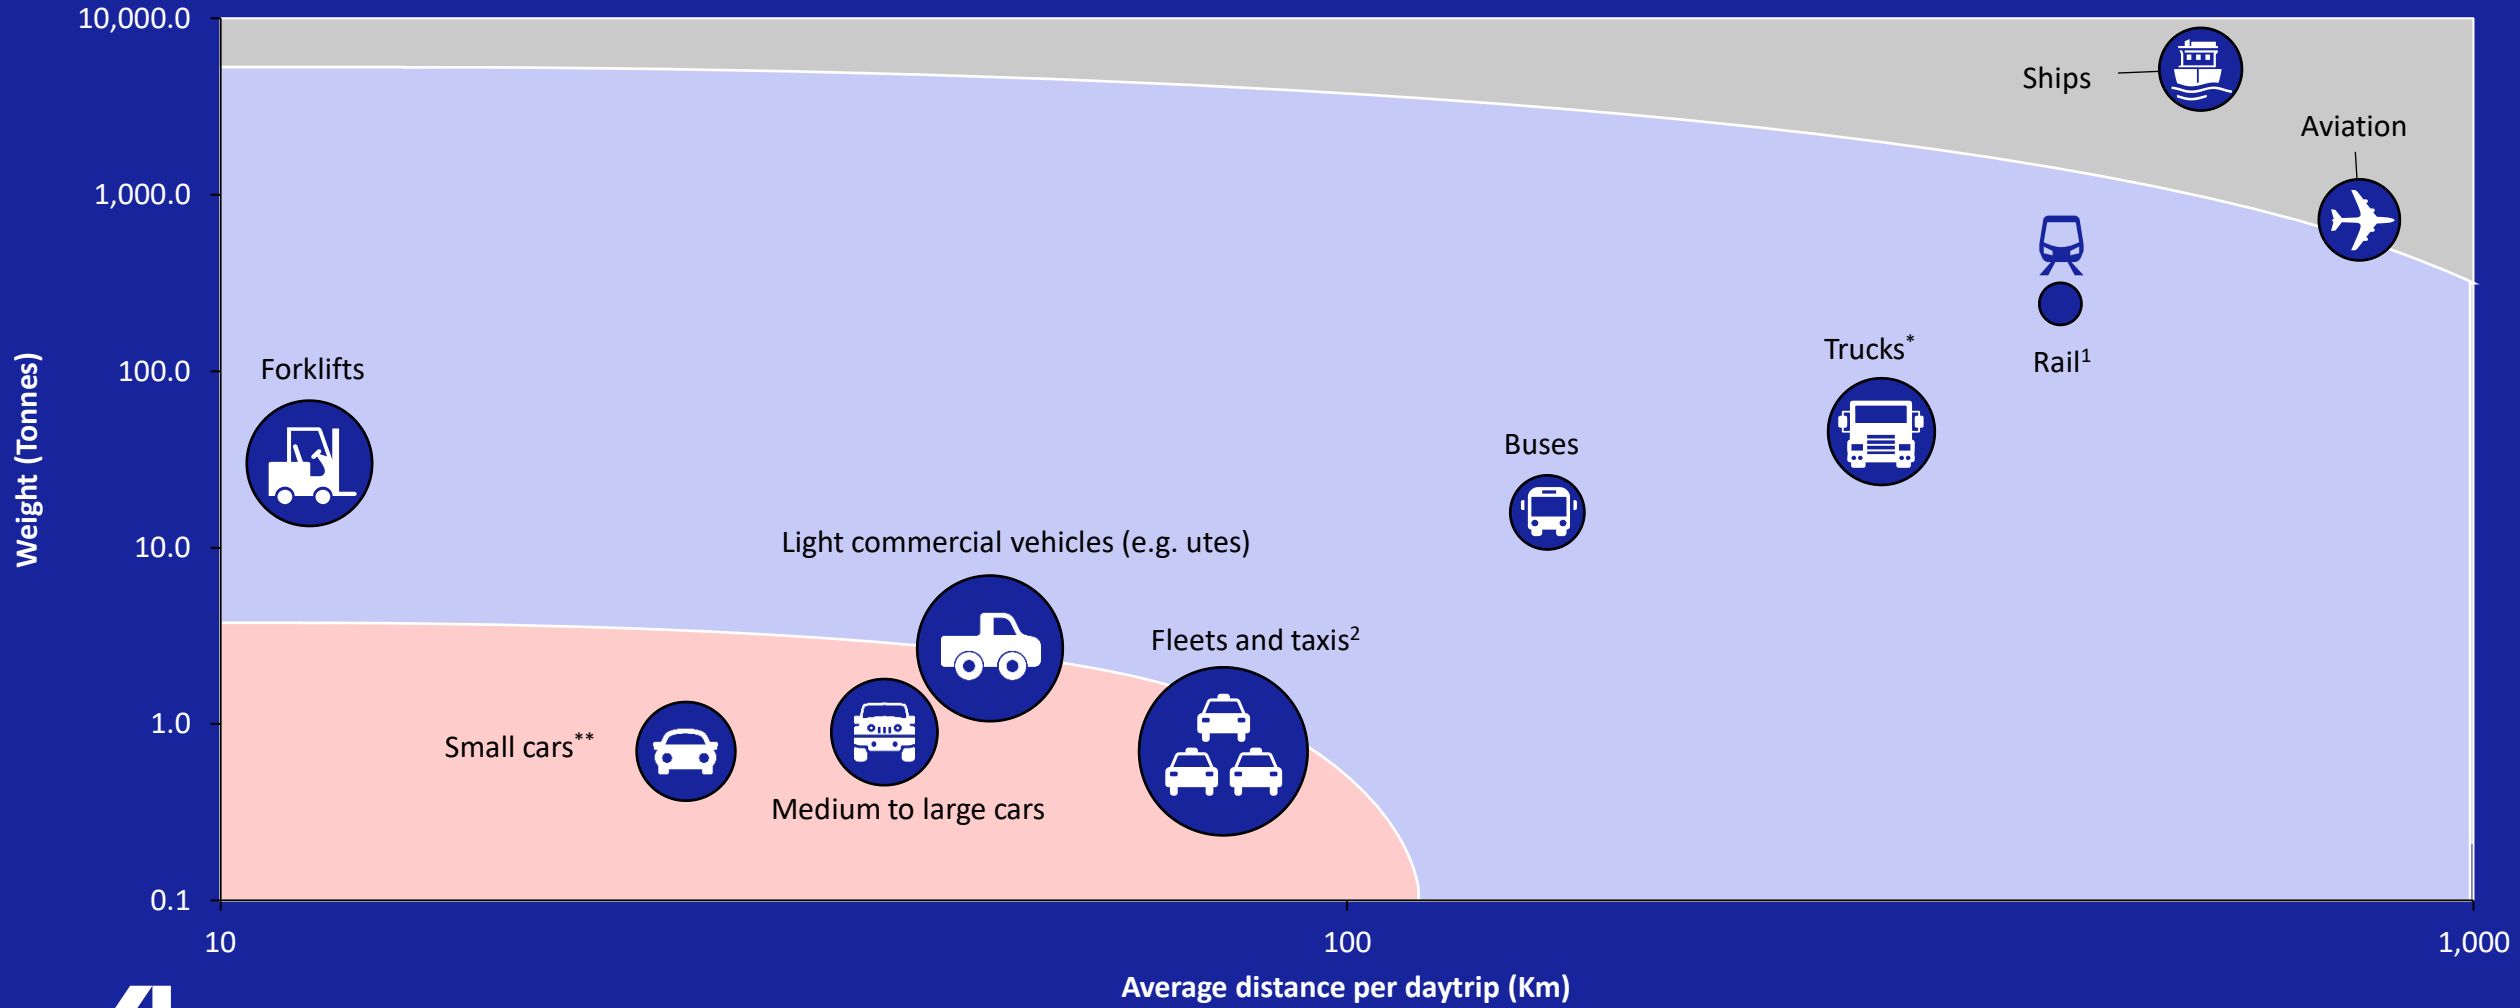 10,000.0
Ships
Aviation
1,000.0
Trucks*
Rail1
100.0
Forklifts
Buses
Weight (Tonnes)
10.0
Light commercial vehicles (e.g. utes)
Fleets and taxis2
1.0
Small cars**
Medium to large cars
0.1
10
100
1,000
Average distance per daytrip (Km)